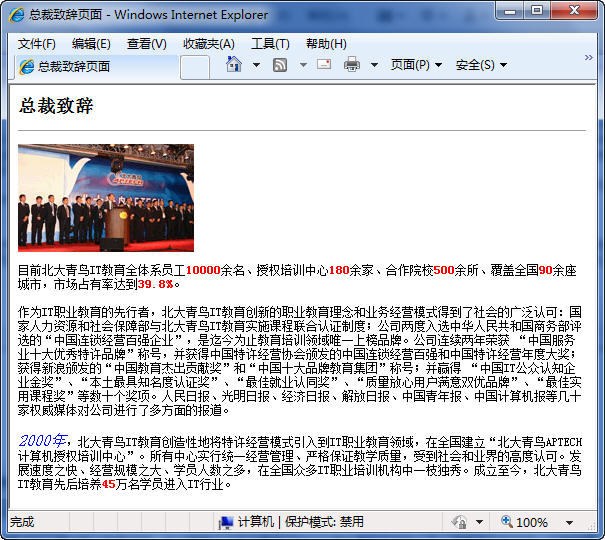 总裁致辞页面 - Windows Internet Explorer
文件(F) 编辑(E) 查看(V) 收藏夹(A) 工具(T) 帮助(H)
总裁致辞页面 页面(P) 安全(S) »
总裁致辞
目前北大青鸟IT教育全体系员工10000余名、授权培训中心180余家、合作院校500余所、覆盖全国90余座
城市，市场占有率达到39.8%。
作为IT职业教育的先行者，北大青鸟IT教育创新的职业教育理念和业务经营模式得到了社会的广泛认可：国
家人力资源和社会保障部与北大青鸟IT教育实施课程联合认证制度；公司两度入选中华人民共和国商务部评
选的“中国连锁经营百强企业”，是迄今为止教育培训领域唯一上榜品牌。公司连续两年荣获 “中国服务
业十大优秀特许品牌”称号，并获得中国特许经营协会颁发的中国连锁经营百强和中国特许经营年度大奖；
获得新浪颁发的“中国教育杰出贡献奖”和“中国十大品牌教育集团”称号；并赢得 “中国IT公众认知企
业金奖”、“本土最具知名度认证奖”、“最佳就业认同奖”、“质量放心用户满意双优品牌”、“最佳实
用课程奖”等数十个奖项。人民日报、光明日报、经济日报、解放日报、中国青年报、中国计算机报等几十
家权威媒体对公司进行了多方面的报道。
2000年，北大青鸟IT教育创造性地将特许经营模式引入到IT职业教育领域，在全国建立“北大青鸟APTECH
计算机授权培训中心”。所有中心实行统一经营管理、严格保证教学质量，受到社会和业界的高度认可。发
展速度之快、经营规模之大、学员人数之多，在全国众多IT职业培训机构中一枝独秀。成立至今，北大青鸟
IT教育先后培养45万名学员进入IT行业。
完成 计算机 | 保护模式: 禁用 100%